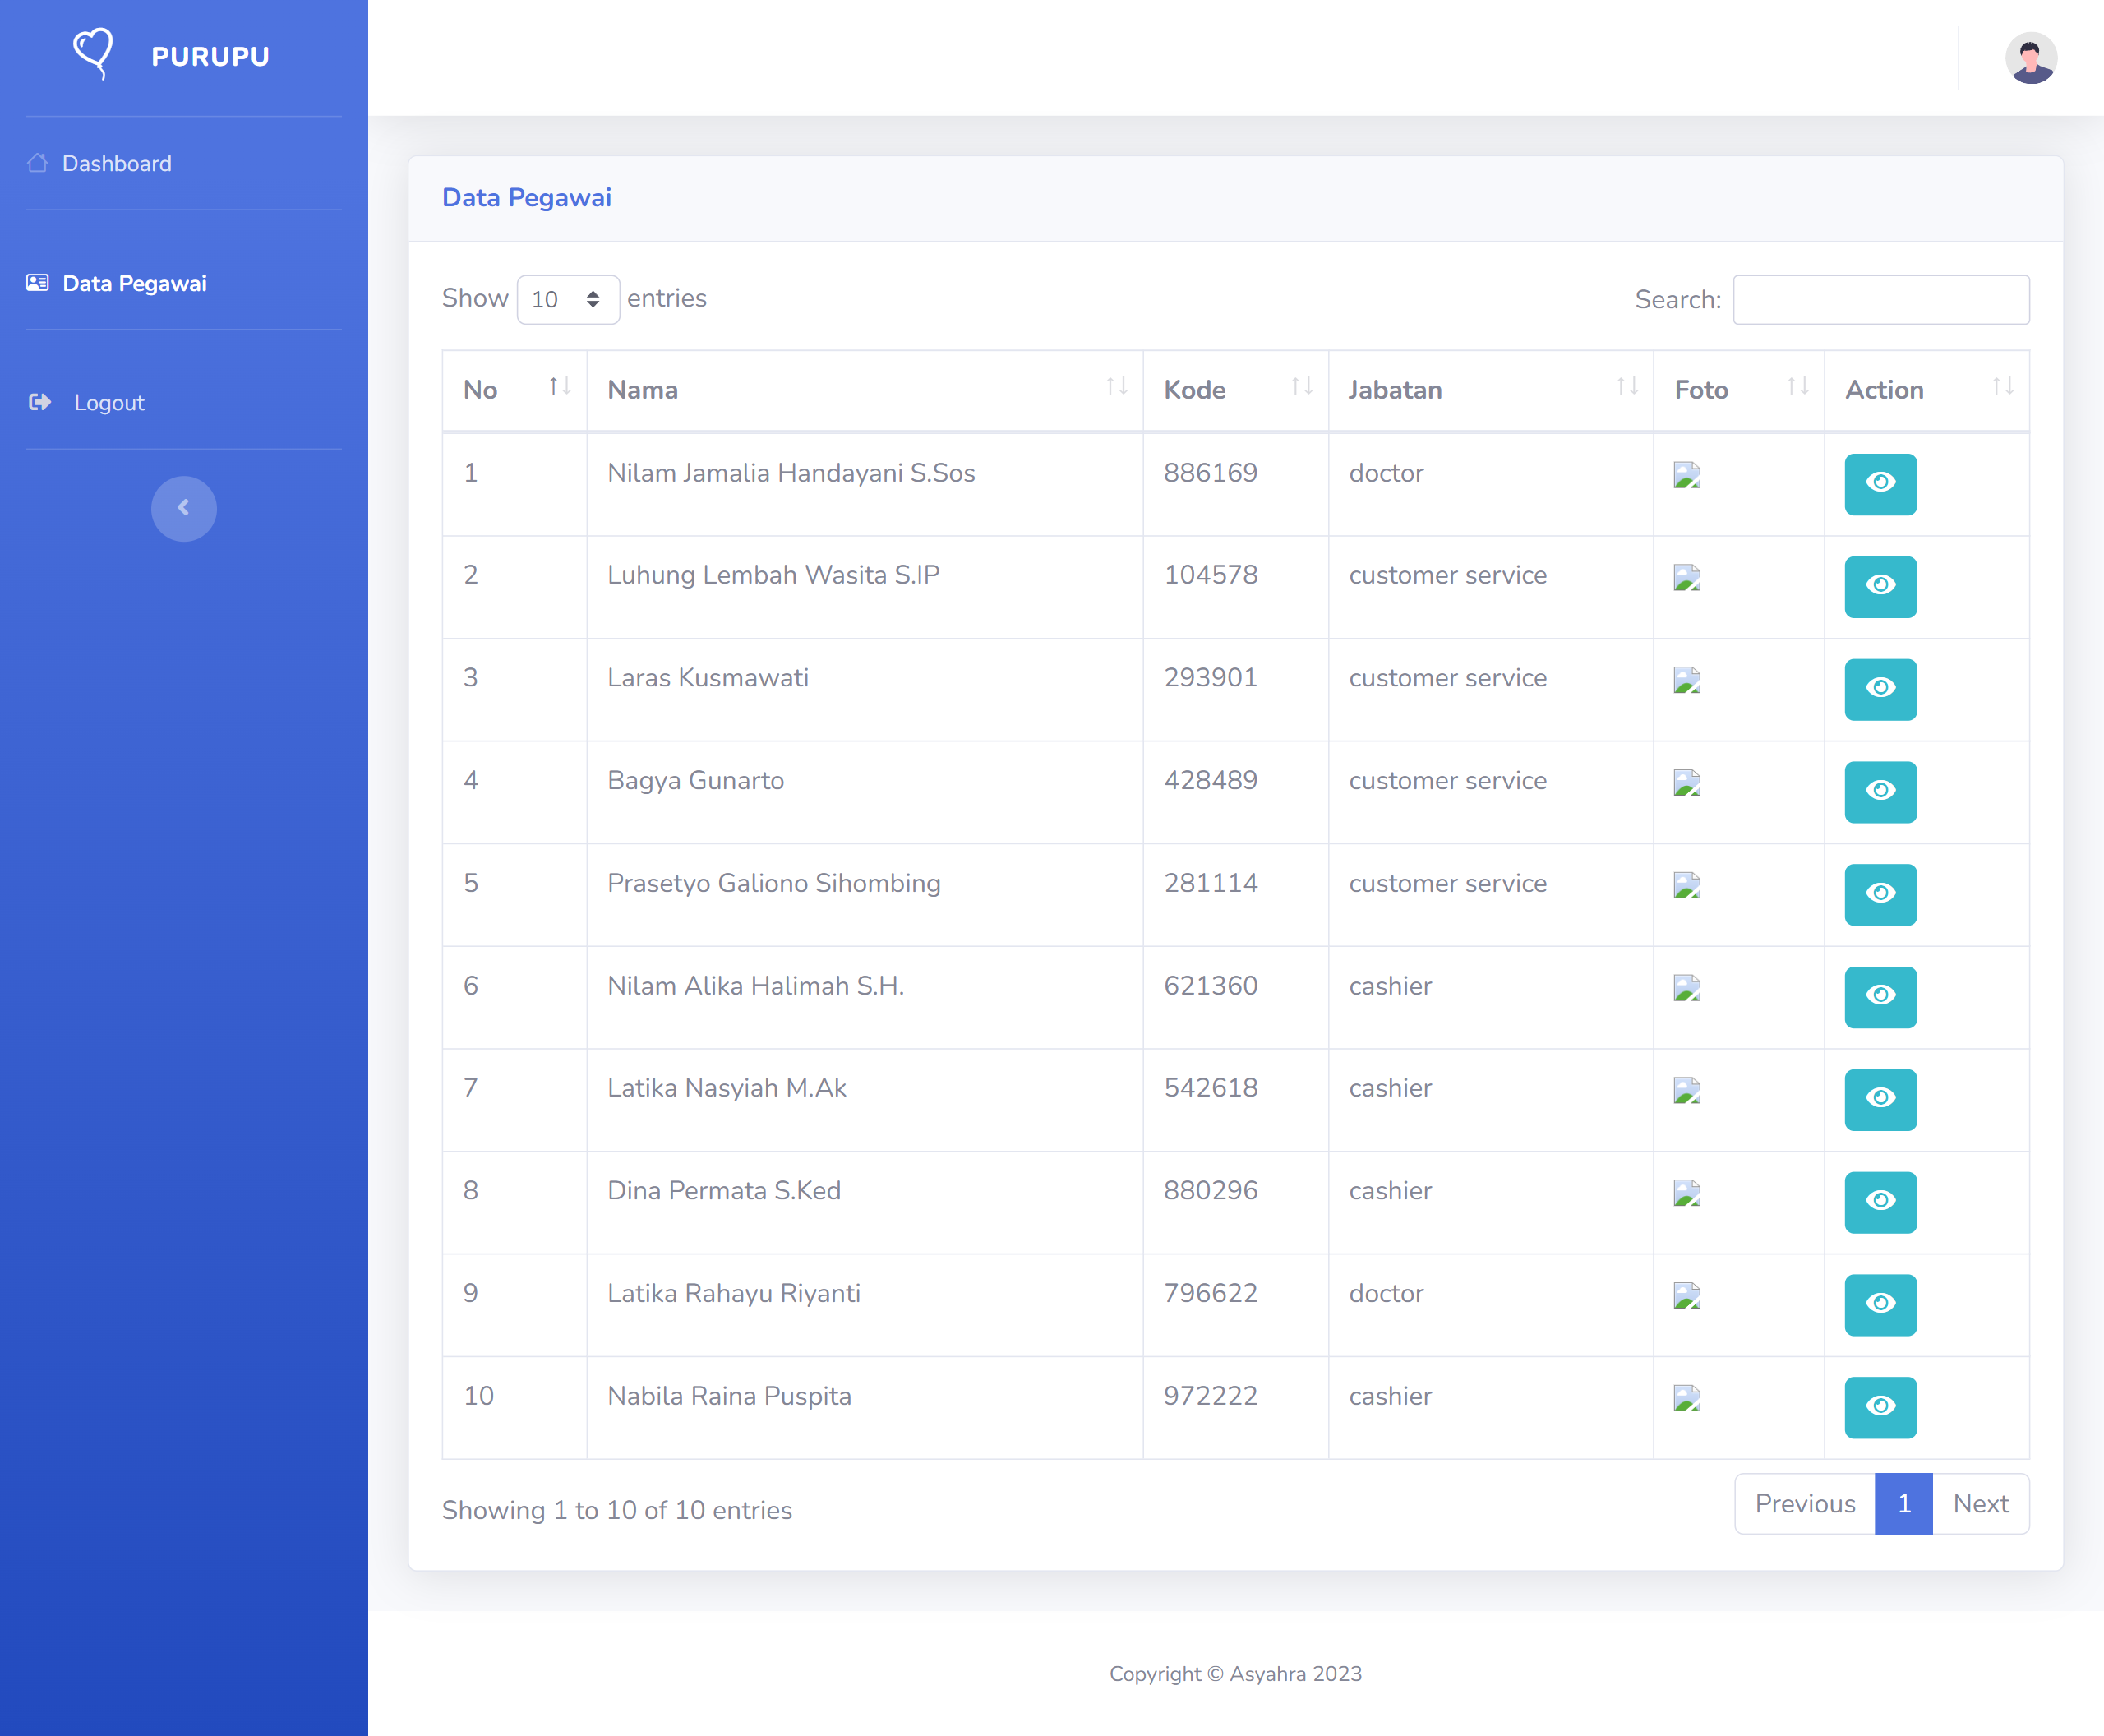 PURUPU
Dashboard
Data Pegawai
Logout
Data Pegawai
Show 10 entries
Search:
No Nama Kode Jabatan Foto Action
1 Nilam Jamalia Handayani S.Sos 886169 doctor
2 Luhung Lembah Wasita S.IP 104578 customer service
3 Laras Kusmawati 293901 customer service
4 Bagya Gunarto 428489 customer service
5 Prasetyo Galiono Sihombing 281114 customer service
6 Nilam Alika Halimah S.H. 621360 cashier
7 Latika Nasyiah M.Ak 542618 cashier
8 Dina Permata S.Ked 880296 cashier
9 Latika Rahayu Riyanti 796622 doctor
10 Nabila Raina Puspita 972222 cashier
Showing 1 to 10 of 10 entries
Previous 1 Next
Copyright © Asyahra 2023